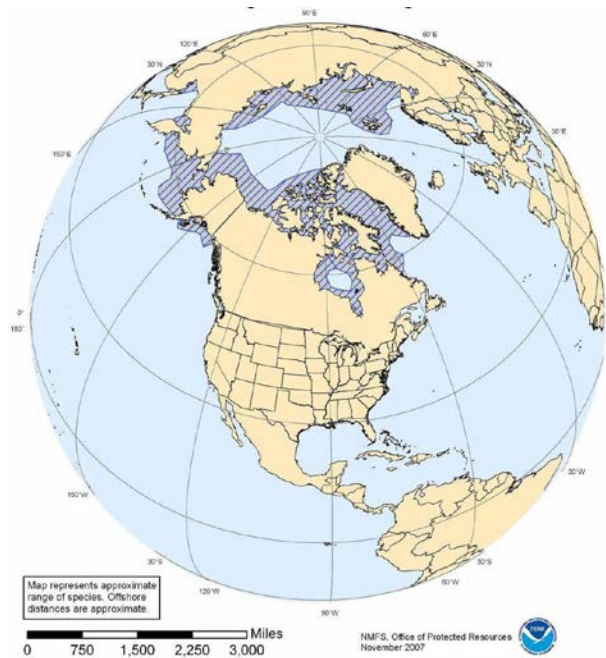 120°E
90°E
60°E
30°N
30°N
150°E
30°E
0°
180°
150°W
30°W
30°S
30°S
120°W
60°W
90°W
Map represents approximate
range of species. Offshore
distances are approximate.
Miles
0 750 1,500 2,250 3,000
NMFS, Office of Protected Resources
November 2007